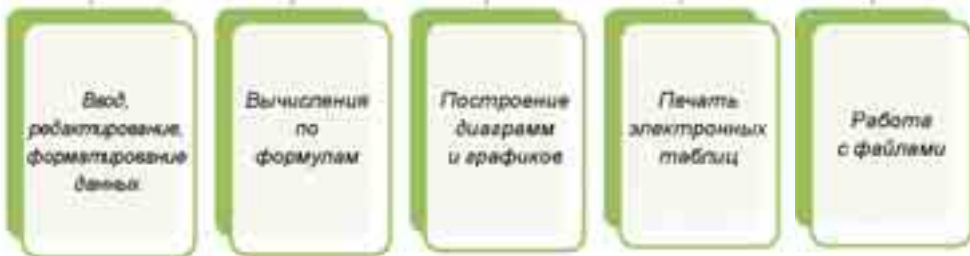 Ввод,
редактирование,
форматирование
данных
Вычисления
по
формулам
Построение
диаграмм
и графиков
Печать
электронных
таблиц
Работа
с файлами